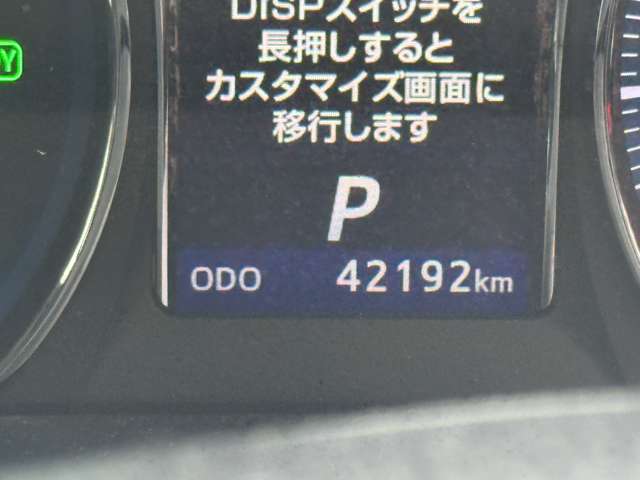 DISPスイッチを
長押しすると
カスタマイズ画面に
移行します
P
ODO 42192km